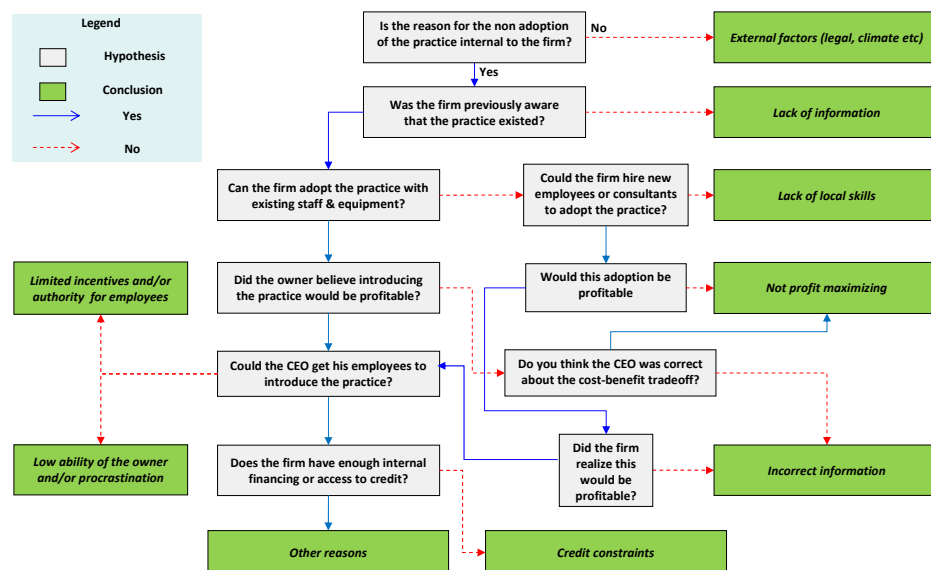 Legend
Hypothesis
Conclusion
Yes
No
Is the reason for the non adoption
of the practice internal to the firm?
No
External factors (legal, climate etc)
Yes
Was the firm previously aware
that the practice existed?
Lack of information
Can the firm adopt the practice with
existing staff & equipment?
Could the firm hire new
employees or consultants
to adopt the practice?
Lack of local skills
Limited incentives and/or
authority for employees
Did the owner believe introducing
the practice would be profitable?
Would this adoption be
profitable
Not profit maximizing
Could the CEO get his employees to
introduce the practice?
Do you think the CEO was correct
about the cost-benefit tradeoff?
Low ability of the owner
and/or procrastination
Does the firm have enough internal
financing or access to credit?
Did the firm
realize this
would be
profitable?
Incorrect information
Other reasons
Credit constraints